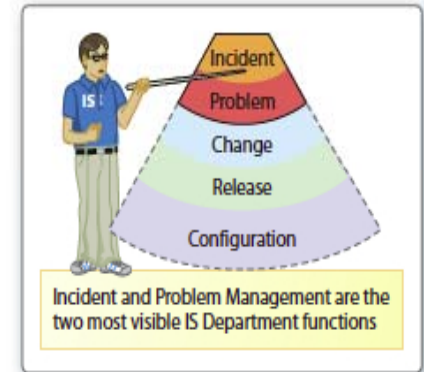 Incident
IS
Problem
Change
Release
Configuration
Incident and Problem Management are the
two most visible IS Department functions